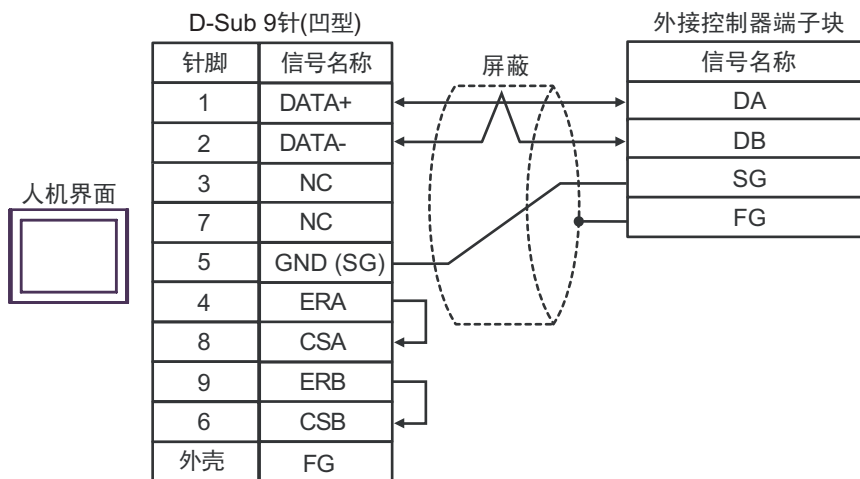 D-Sub 9针(凹型)
外接控制器端子块
针脚 信号名称
屏蔽
信号名称
1 DATA+
DA
2 DATA-
DB
3 NC
SG
人机界面
7 NC
FG
5 GND (SG)
4 ERA
8 CSA
9 ERB
6 CSB
外壳 FG